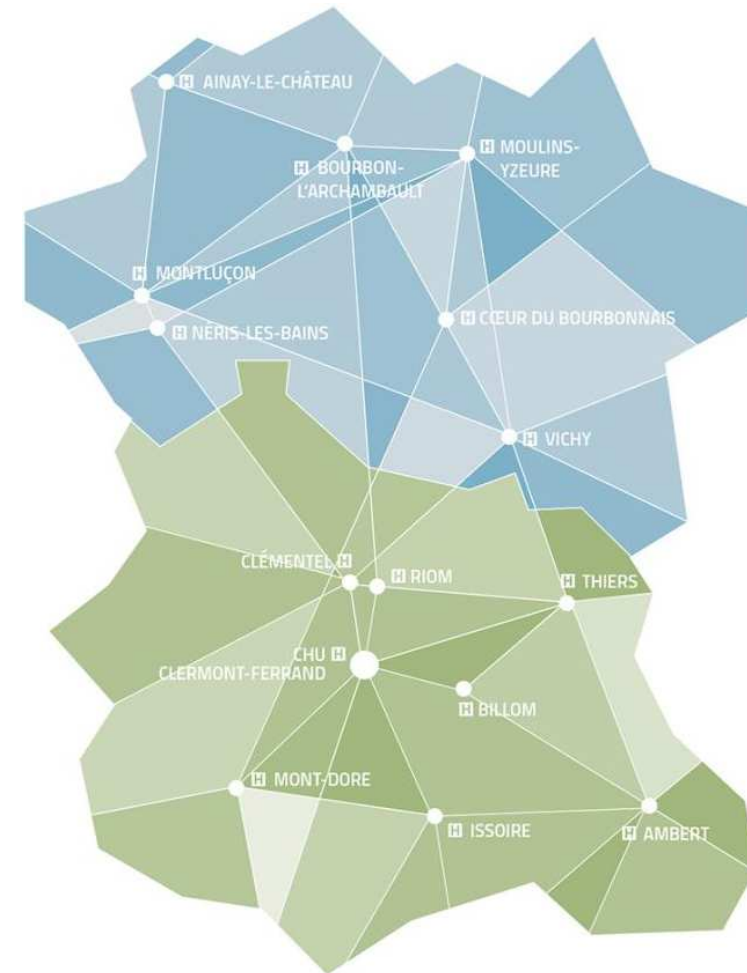 H AINAY-LE-CHÂTEAU
H BOURBON-
L'ARCHAMBAULT
H MOULINS-
YZEURE
H MONTLUÇON
H NÉRIS-LES-BAINS
H CŒUR DU BOURBONNAIS
H VICHY
CLÉMENTEL H
H RIOM
H THIERS
CHU H
CLERMONT-FERRAND
H BILLOM
H MONT-DORE
H ISSOIRE
H AMBERT